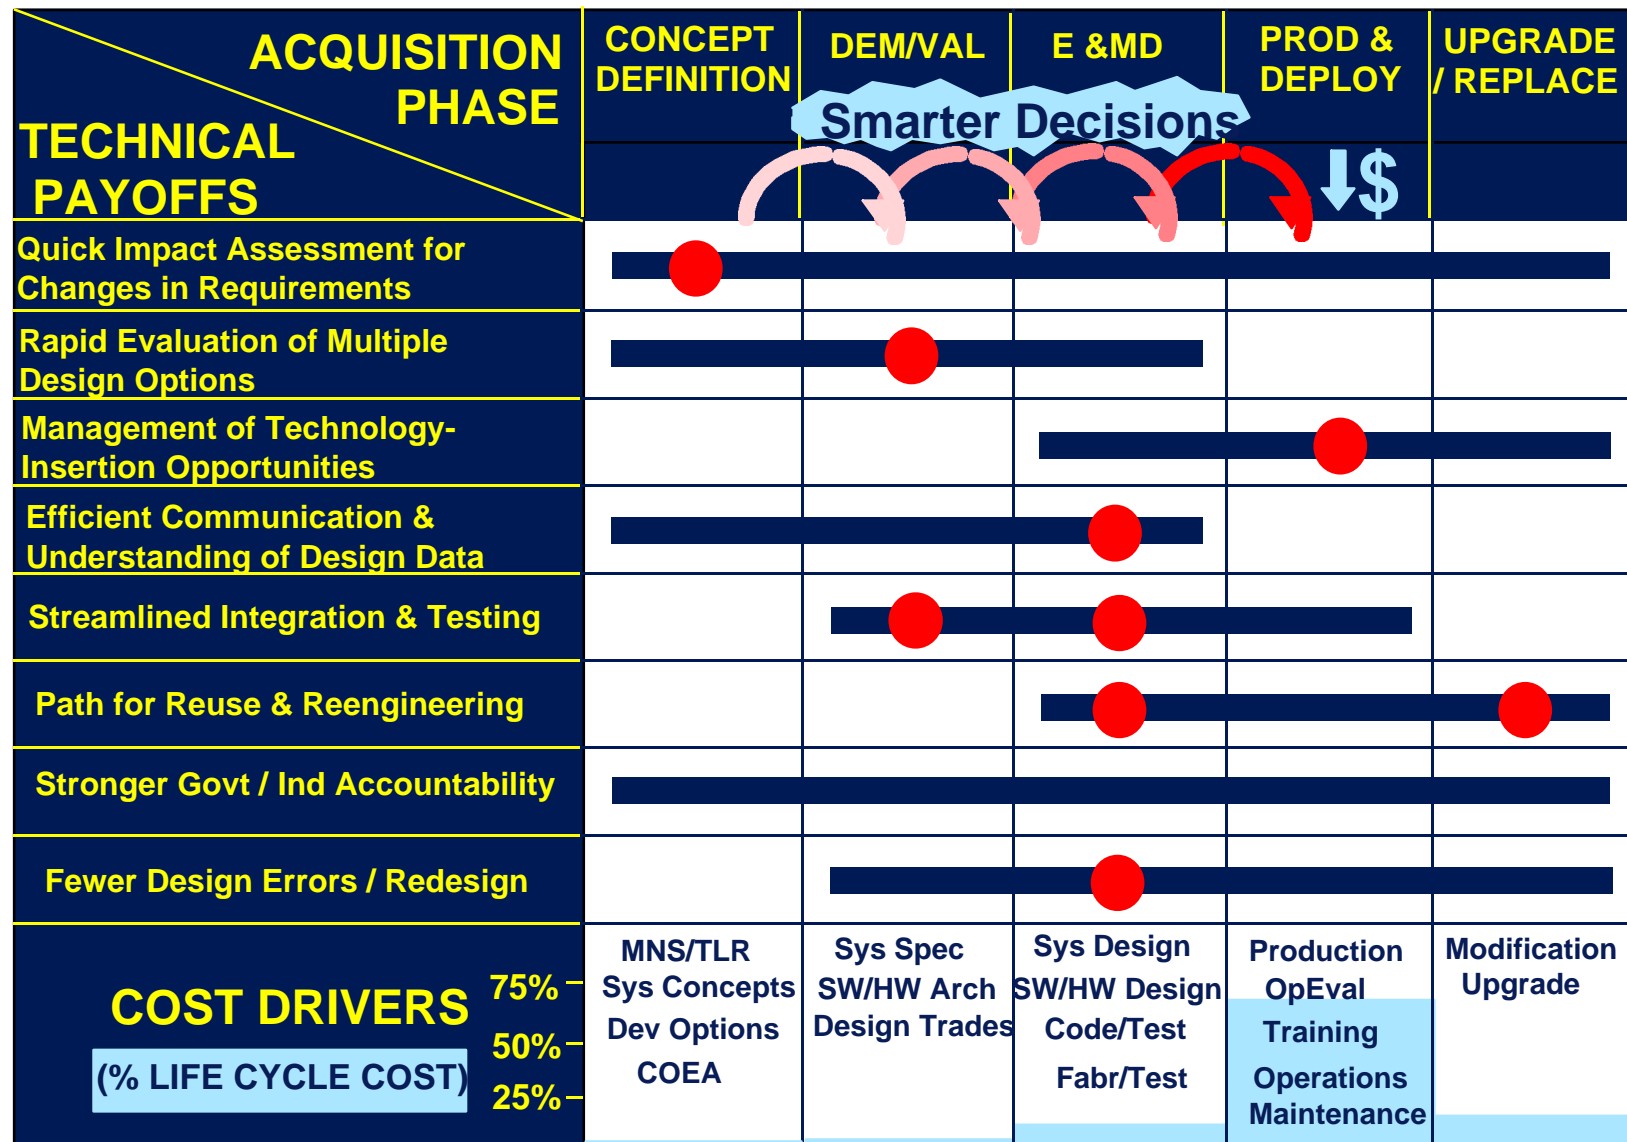 ACQUISITION
PHASE
TECHNICAL
PAYOFFS
CONCEPT
DEFINITION
DEM/VAL
E &MD
PROD &
DEPLOY
UPGRADE
/ REPLACE
Smarter Decisions
$
Quick Impact Assessment for
Changes in Requirements
Rapid Evaluation of Multiple
Design Options
Management of Technology-
Insertion Opportunities
Efficient Communication &
Understanding of Design Data
Streamlined Integration & Testing
Path for Reuse & Reengineering
Stronger Govt / Ind Accountability
Fewer Design Errors / Redesign
COST DRIVERS
(% LIFE CYCLE COST)
75%
50%
25%
MNS/TLR
Sys Concepts
Dev Options
COEA
Sys Spec
SW/HW Arch
Design Trades
Sys Design
SW/HW Design
Code/Test
Fabr/Test
Production
OpEval
Training
Operations
Maintenance
Modification
Upgrade